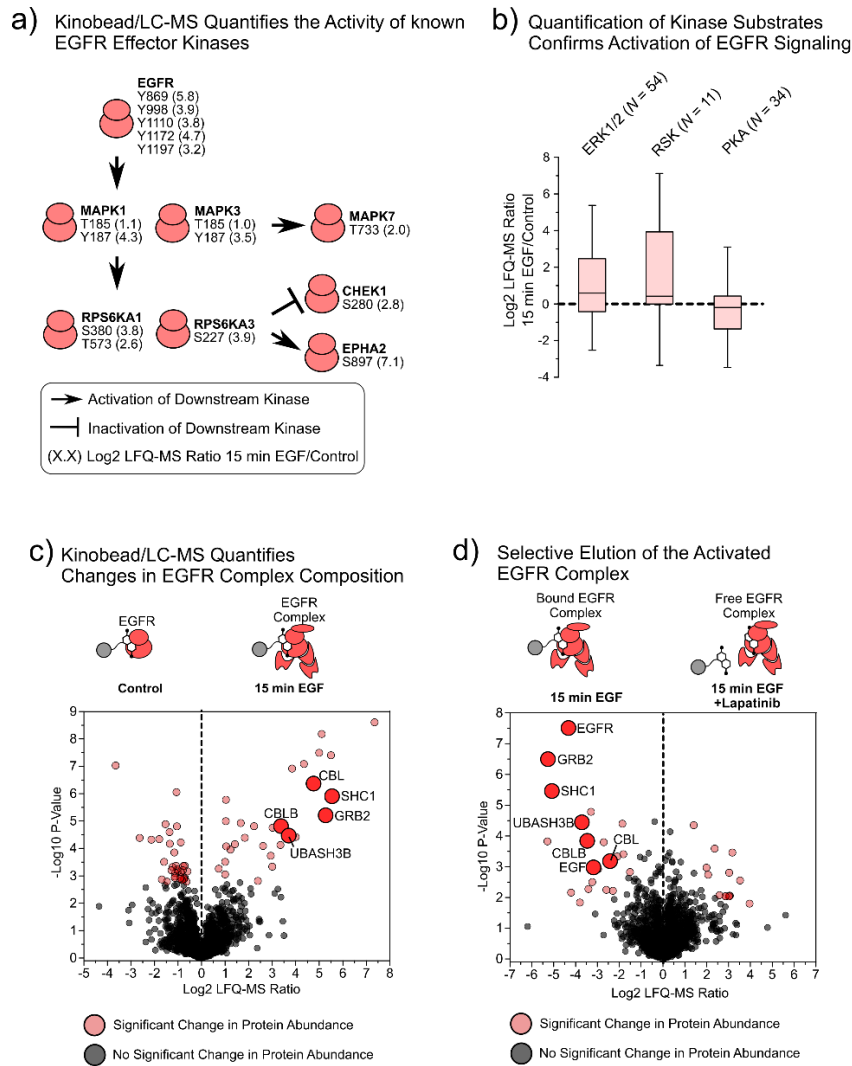 a) Kinobead/LC-MS Quantifies the Activity of known
EGFR Effector Kinases
EGFR
Y869 (5.8)
Y998 (3.9)
Y1110 (3.8)
Y1172 (4.7)
Y1197 (3.2)
MAPK1
T185 (1.1)
Y187 (4.3)
MAPK3
T185 (1.0)
Y187 (3.5)
MAPK7
T733 (2.0)
RPS6KA1
S380 (3.8)
T573 (2.6)
RPS6KA3
S227 (3.9)
CHEK1
S280 (2.8)
EPHA2
S897 (7.1)
Activation of Downstream Kinase
Inactivation of Downstream Kinase
(X.X) Log2 LFQ-MS Ratio 15 min EGF/Control
b) Quantification of Kinase Substrates
Confirms Activation of EGFR Signaling
ERK1/2 (N = 54)
RSK (N = 11)
PKA (N = 34)
Log2 LFQ-MS Ratio
15 min EGF/Control
8
6
4
2
0
-2
-4
c) Kinobead/LC-MS Quantifies
Changes in EGFR Complex Composition
EGFR
EGFR
Complex
Control
15 min EGF
-Log10 P-Value
9
8
7
6
5
4
3
2
1
0
CBL
SHC1
CBLB
GRB2
UBASH3B
-5 -4 -3 -2 -1 0 1 2 3 4 5 6 7 8
Log2 LFQ-MS Ratio
Significant Change in Protein Abundance
No Significant Change in Protein Abundance
d) Selective Elution of the Activated
EGFR Complex
Bound EGFR
Complex
Free EGFR
Complex
15 min EGF
15 min EGF
+Lapatinib
-Log10 P-Value
8
7
6
5
4
3
2
1
0
EGFR
GRB2
SHC1
UBASH3B
CBL
CBLB
EGF
-7 -6 -5 -4 -3 -2 -1 0 1 2 3 4 5 6 7
Log2 LFQ-MS Ratio
Significant Change in Protein Abundance
No Significant Change in Protein Abundance